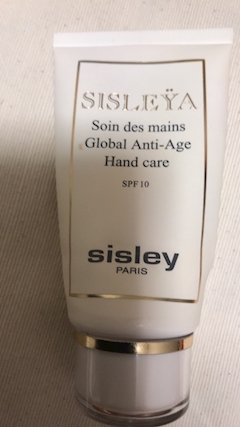 SISLEŸA
Soin des mains
Global Anti-Age
Hand care
SPF 10
sisley
PARIS